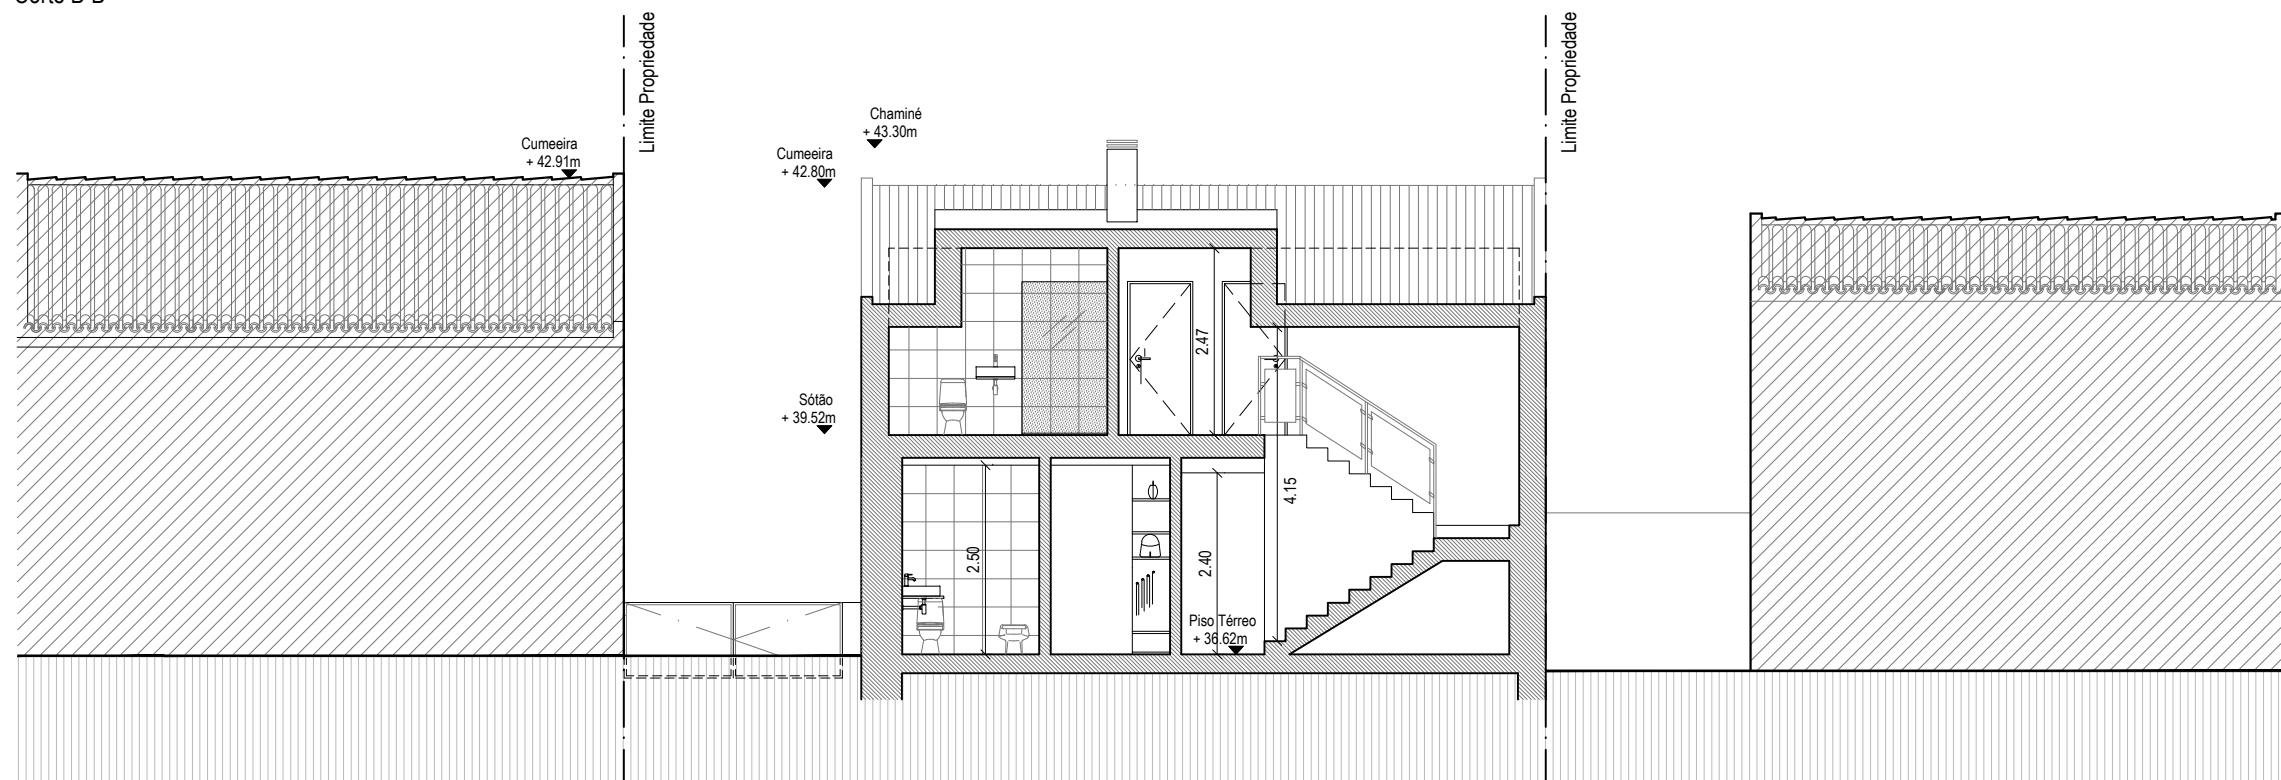 Corte B-B
Limite Propriedade
Limite Propriedade
Chaminé
+ 43.30m
Cumeeira
+ 42.91m
Cumeeira
+ 42.80m
2.47
Sótão
+ 39.52m
4.15
2.50
2.40
Piso Térreo
+ 36.62m